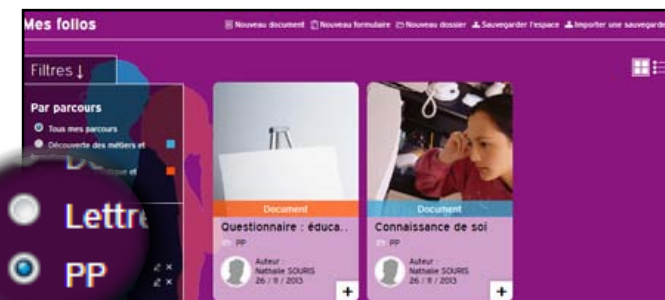 Mes folios
Nouveau document Nouveau formulaire Nouveau dossier Sauvegarder l'espace Importer une sauvegarde
Filtres ↓
Par parcours
Tous mes parcours
Découverte des métiers et
et
Lettre
PP
Document
Questionnaire : éduca..
PP
Auteur :
Nathalie SOURIS
26 / 11 / 2013
+
Document
Connaissance de soi
PP
Auteur :
Nathalie SOURIS
26 / 11 / 2013
+